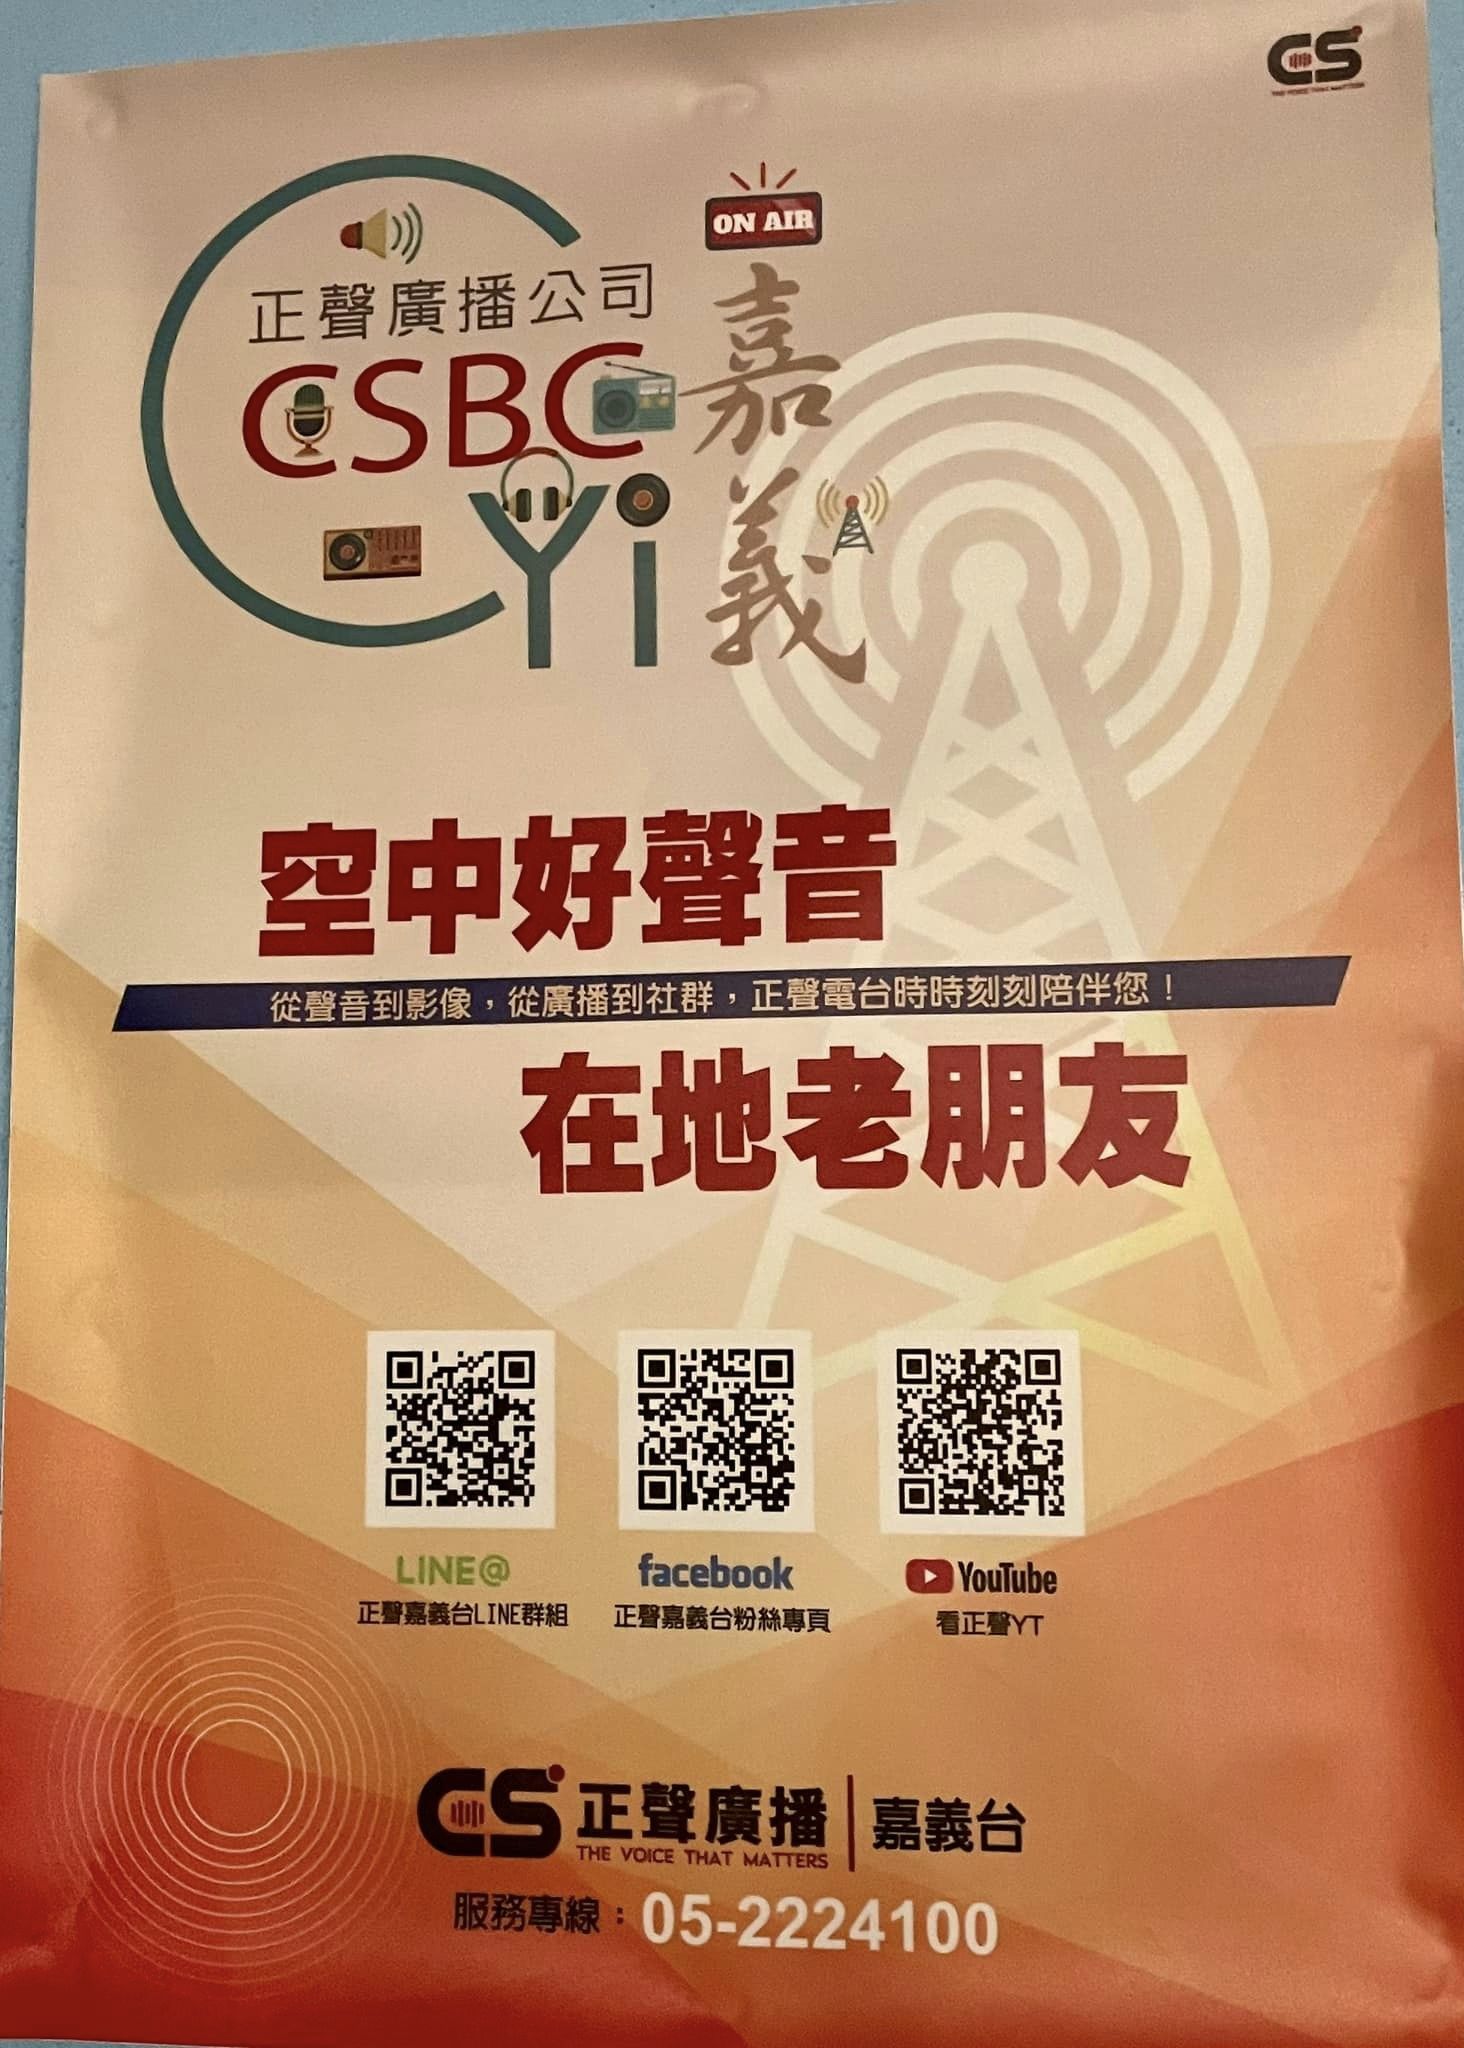 CS
THE VOICE THAT MATTERS
ON AIR
正聲廣播公司
CSBC
Yi
嘉義
空中好聲音
從聲音到影像，從廣播到社群，正聲電台時時刻刻陪伴您！
在地老朋友
LINE@
正聲嘉義台LINE群組
facebook
正聲嘉義台粉絲專頁
YouTube
看正聲YT
CS 正聲廣播 | 嘉義台
THE VOICE THAT MATTERS
服務專線：05-2224100